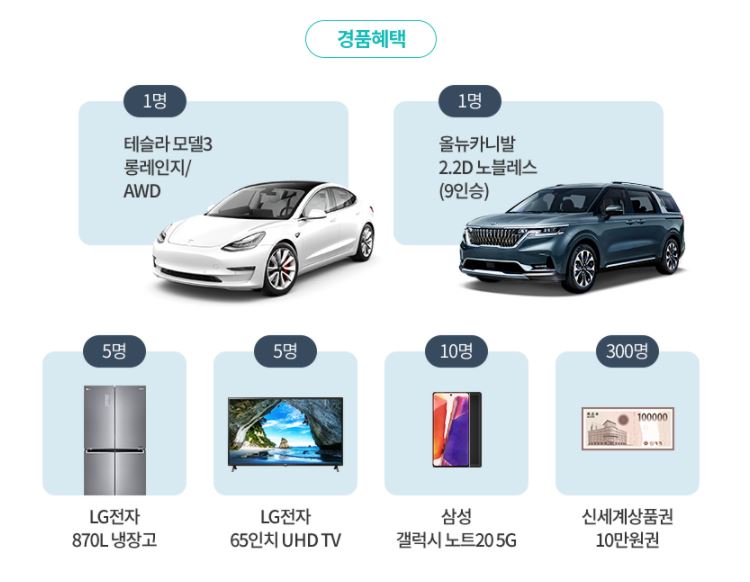 경품혜택
1명
테슬라 모델3
롱레인지/
AWD
1명
올뉴카니발
2.2D 노블레스
(9인승)
5명
LG전자
870L 냉장고
5명
LG전자
65인치 UHD TV
10명
삼성
갤럭시 노트20 5G
300명
100000
신세계상품권
10만원권